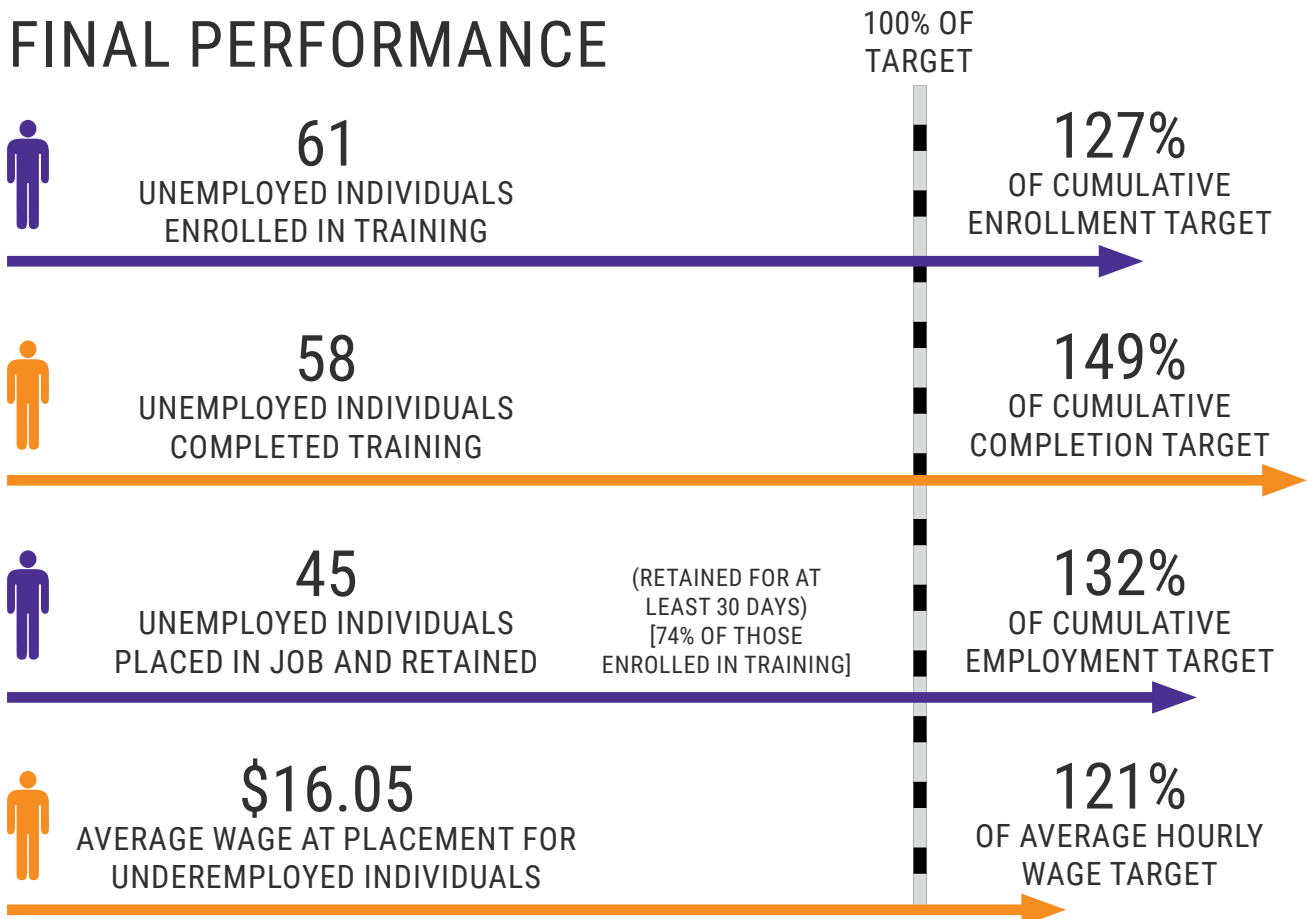 FINAL PERFORMANCE
100% OF
TARGET
61
UNEMPLOYED INDIVIDUALS
ENROLLED IN TRAINING
127%
OF CUMULATIVE
ENROLLMENT TARGET
58
UNEMPLOYED INDIVIDUALS
COMPLETED TRAINING
149%
OF CUMULATIVE
COMPLETION TARGET
45
UNEMPLOYED INDIVIDUALS
PLACED IN JOB AND RETAINED
(RETAINED FOR AT
LEAST 30 DAYS)
[74% OF THOSE
ENROLLED IN TRAINING]
132%
OF CUMULATIVE
EMPLOYMENT TARGET
$16.05
AVERAGE WAGE AT PLACEMENT FOR
UNDEREMPLOYED INDIVIDUALS
121%
OF AVERAGE HOURLY
WAGE TARGET